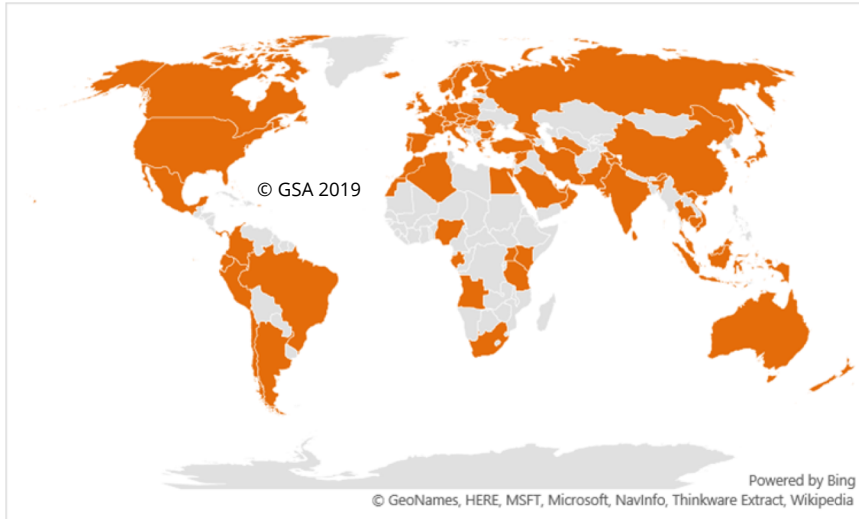 © GSA 2019
Powered by Bing
© GeoNames, HERE, MSFT, Microsoft, NavInfo, Thinkware Extract, Wikipedia